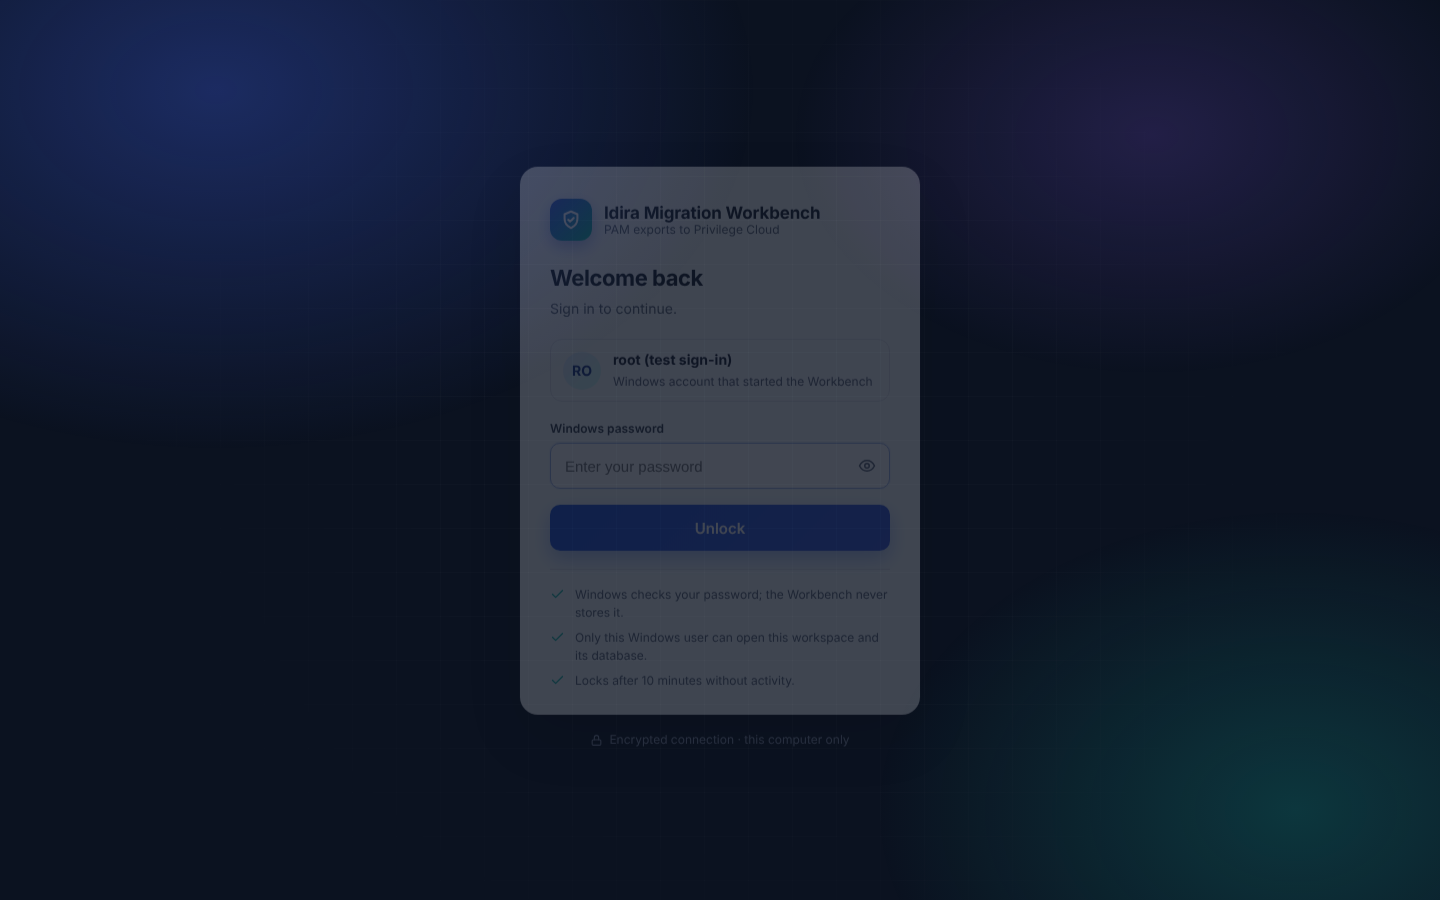 Idira Migration Workbench
PAM exports to Privilege Cloud
Welcome back
Sign in to continue.
RO
root (test sign-in)
Windows account that started the Workbench
Windows password
Enter your password
Unlock
Windows checks your password; the Workbench never
stores it.
Only this Windows user can open this workspace and
its database.
Locks after 10 minutes without activity.
Encrypted connection · this computer only